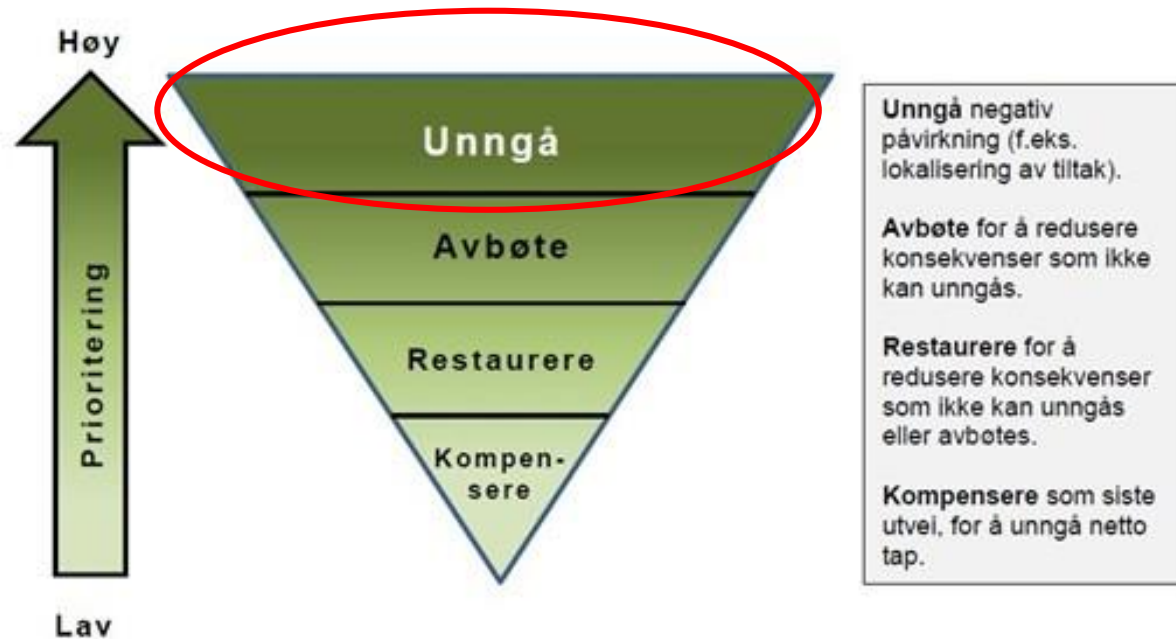 Høy
Prioritering
Lav
Unngå
Avbøte
Restaurere
Kompen-
sere
Unngå negativ
påvirkning (f.eks.
lokalisering av tiltak).
Avbøte for å redusere
konsekvenser som ikke
kan unngås.
Restaurere for å
redusere konsekvenser
som ikke kan unngås
eller avbøtes.
Kompensere som siste
utvei, for å unngå netto
tap.